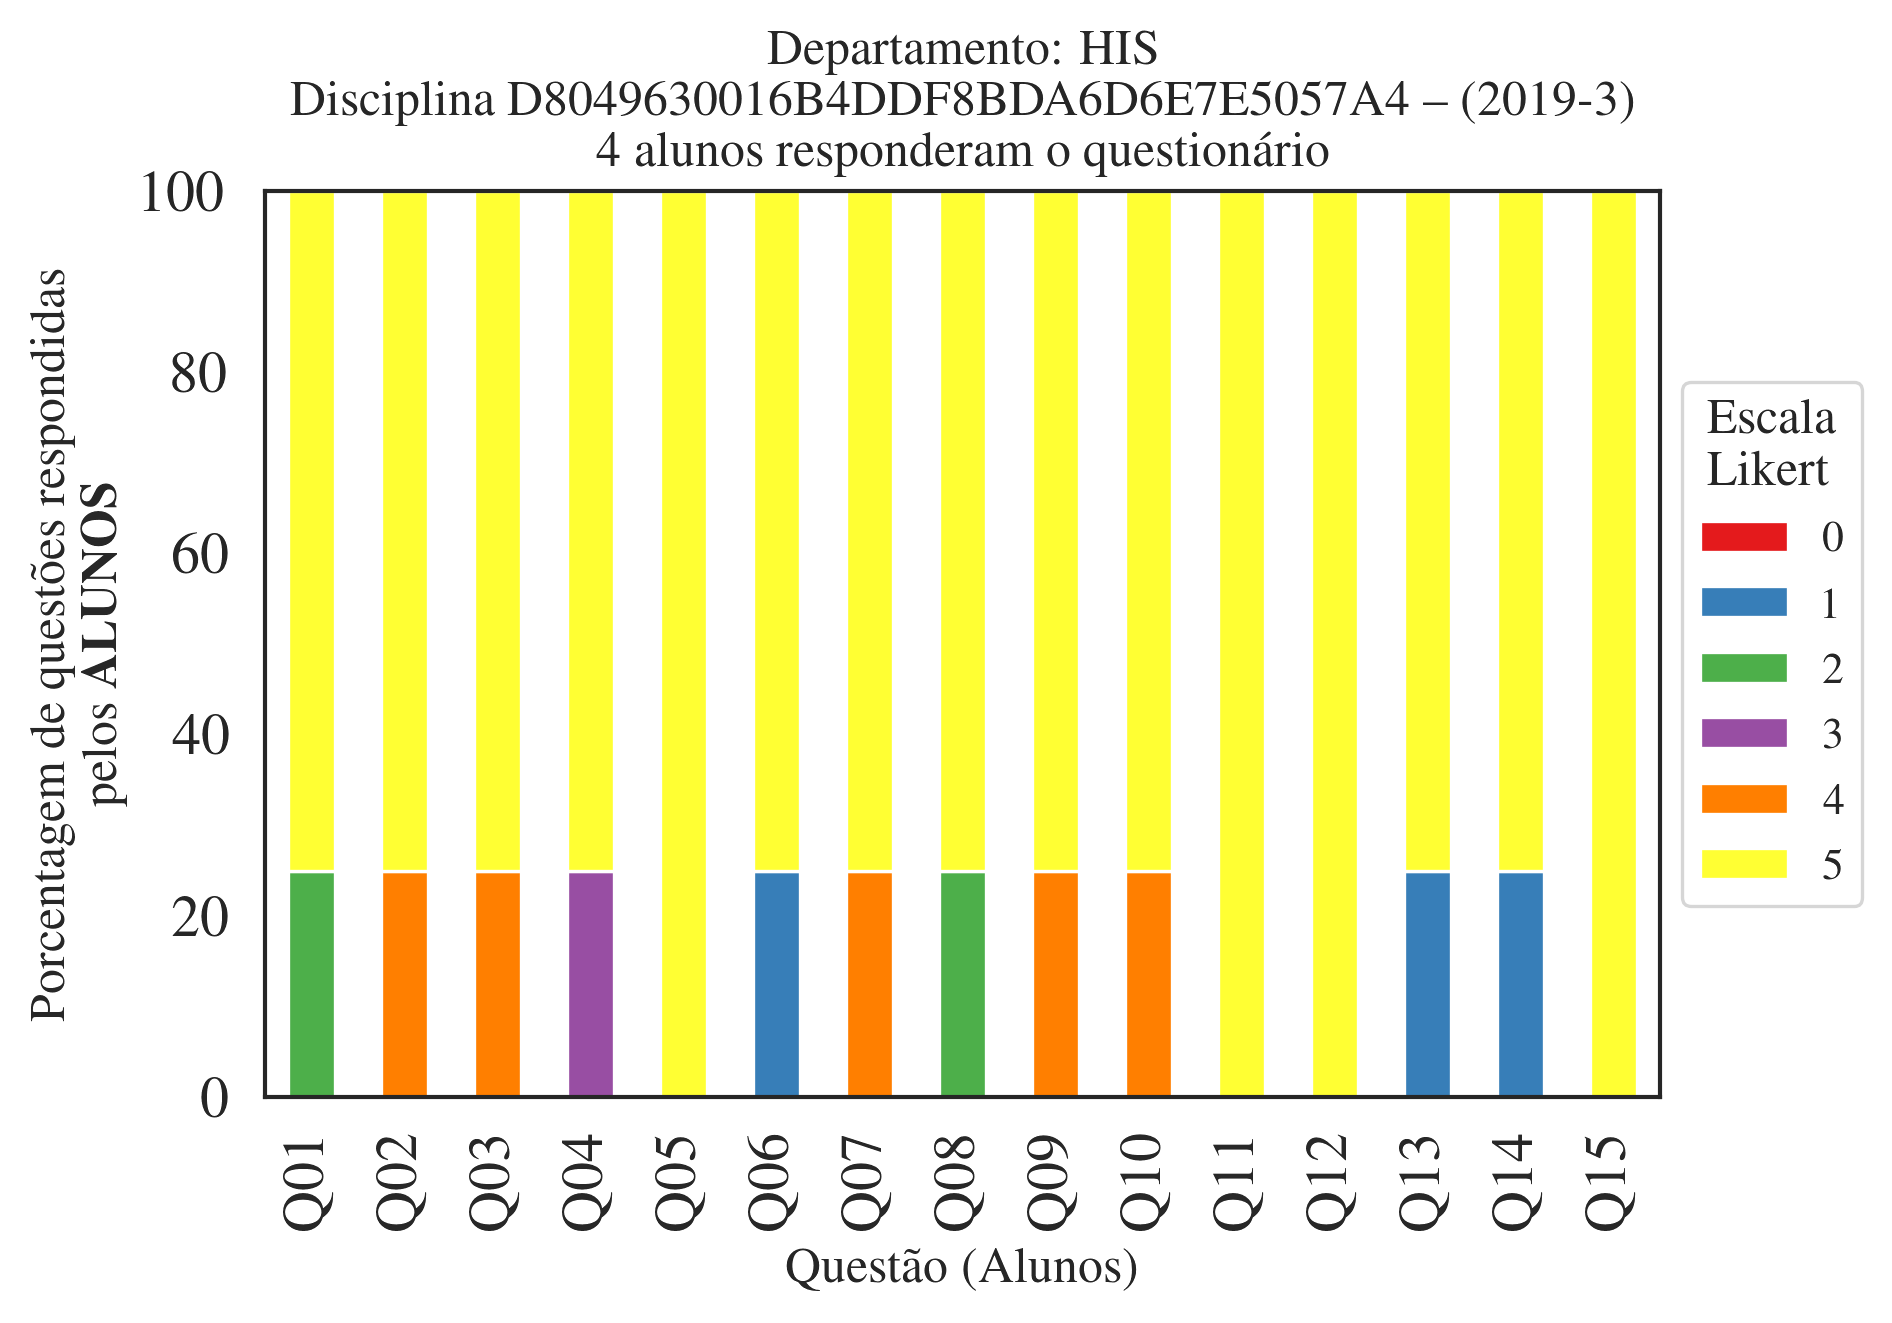 Departamento: HIS
Disciplina D8049630016B4DDF8BDA6D6E7E5057A4 – (2019-3)
4 alunos responderam o questionário
Porcentagem de questões respondidas
pelos ALUNOS
100
80
60
40
20
0
Q01
Q02
Q03
Q04
Q05
Q06
Q07
Q08
Q09
Q10
Q11
Q12
Q13
Q14
Q15
Questão (Alunos)
Escala
Likert
0
1
2
3
4
5